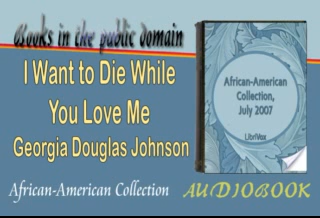 Books in the public domain
I Want to Die While
You Love Me
Georgia Douglas Johnson
African-American
Collection,
July 2007
LibriVox
African-American Collection
AUDIOBOOK